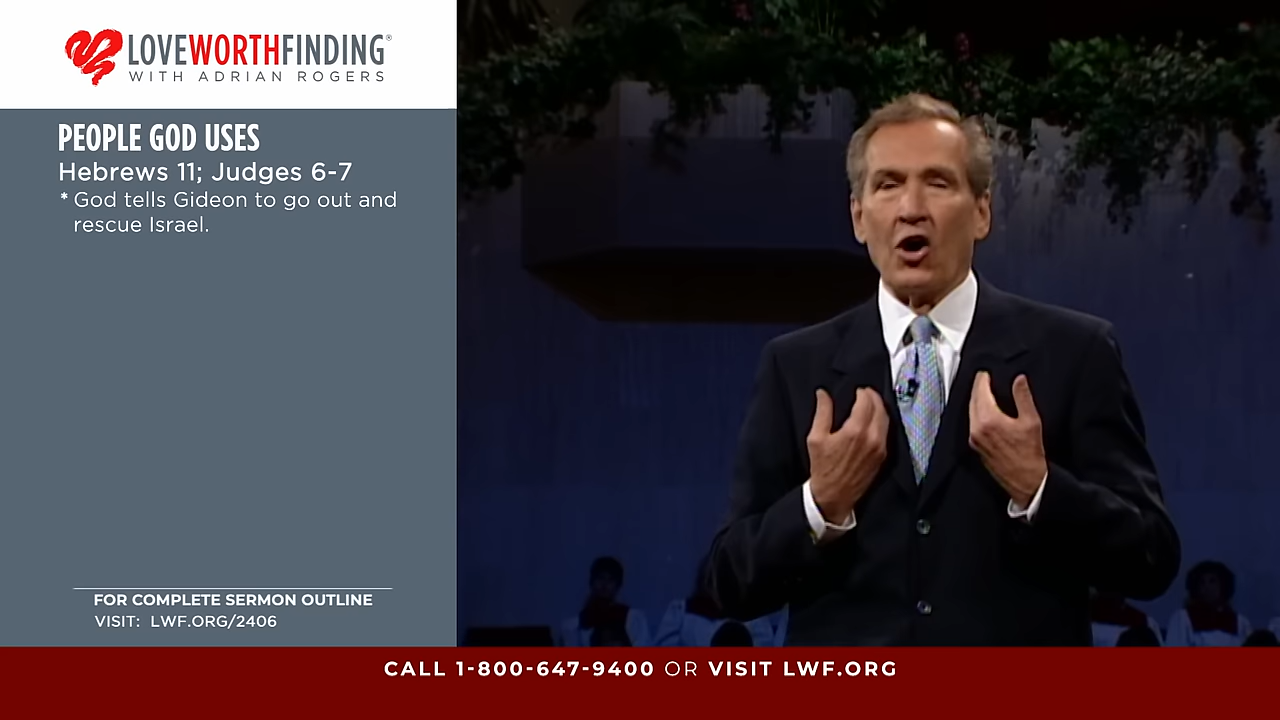 LOVEWORTHFINDING®
WITH ADRIAN ROGERS
PEOPLE GOD USES
Hebrews 11; Judges 6-7
* God tells Gideon to go out and
rescue Israel.
FOR COMPLETE SERMON OUTLINE
VISIT: LWF.ORG/2406
CALL 1-800-647-9400 OR VISIT LWF.ORG